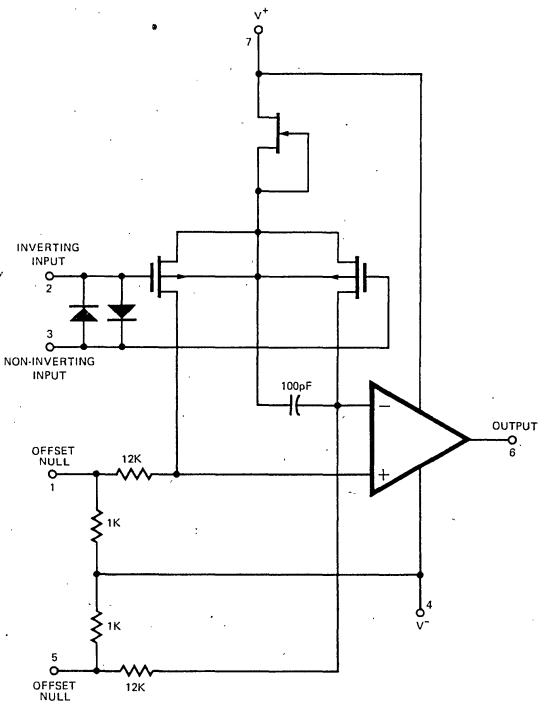 V+
7
INVERTING
INPUT
2
3
NON-INVERTING
INPUT
100pF
−
+
OUTPUT
6
OFFSET
NULL
1
12K
1K
4
V−
1K
5
OFFSET
NULL
12K